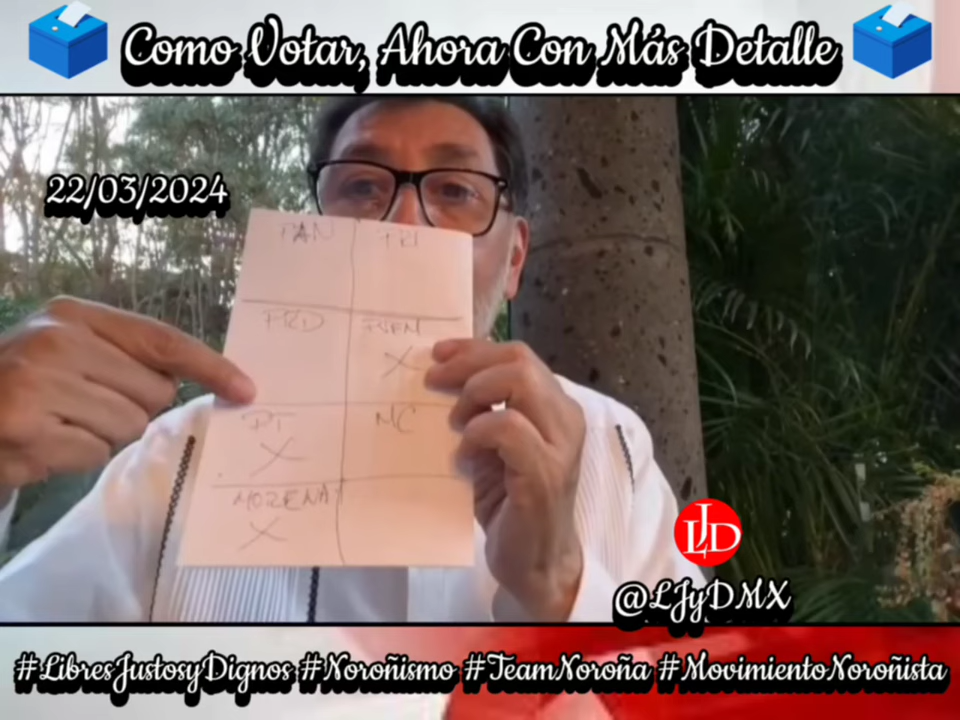 Como Votar, Ahora Con Más Detalle
22/03/2024
PAN PRI
PRD PVEM
X
PT MC
X
MORENA
X
LJD
@LJyDMX
#LibresJustosyDignos #Noroñismo #TeamNoroña #MovimientoNoroñista